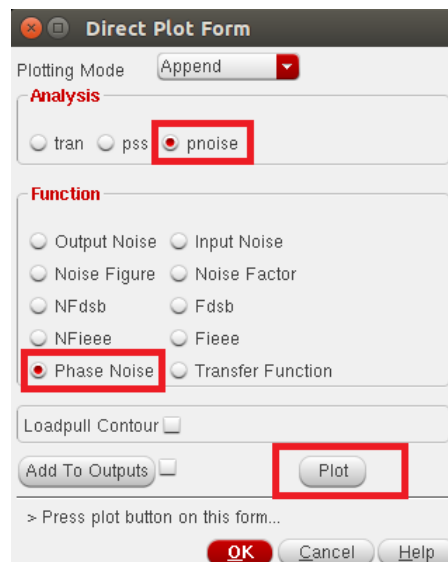 Direct Plot Form
Plotting Mode Append
Analysis
tran pss pnoise
Function
Output Noise Input Noise
Noise Figure Noise Factor
NFdsb Fdsb
NFieee Fieee
Phase Noise Transfer Function
Loadpull Contour
Add To Outputs Plot
> Press plot button on this form...
OK Cancel Help